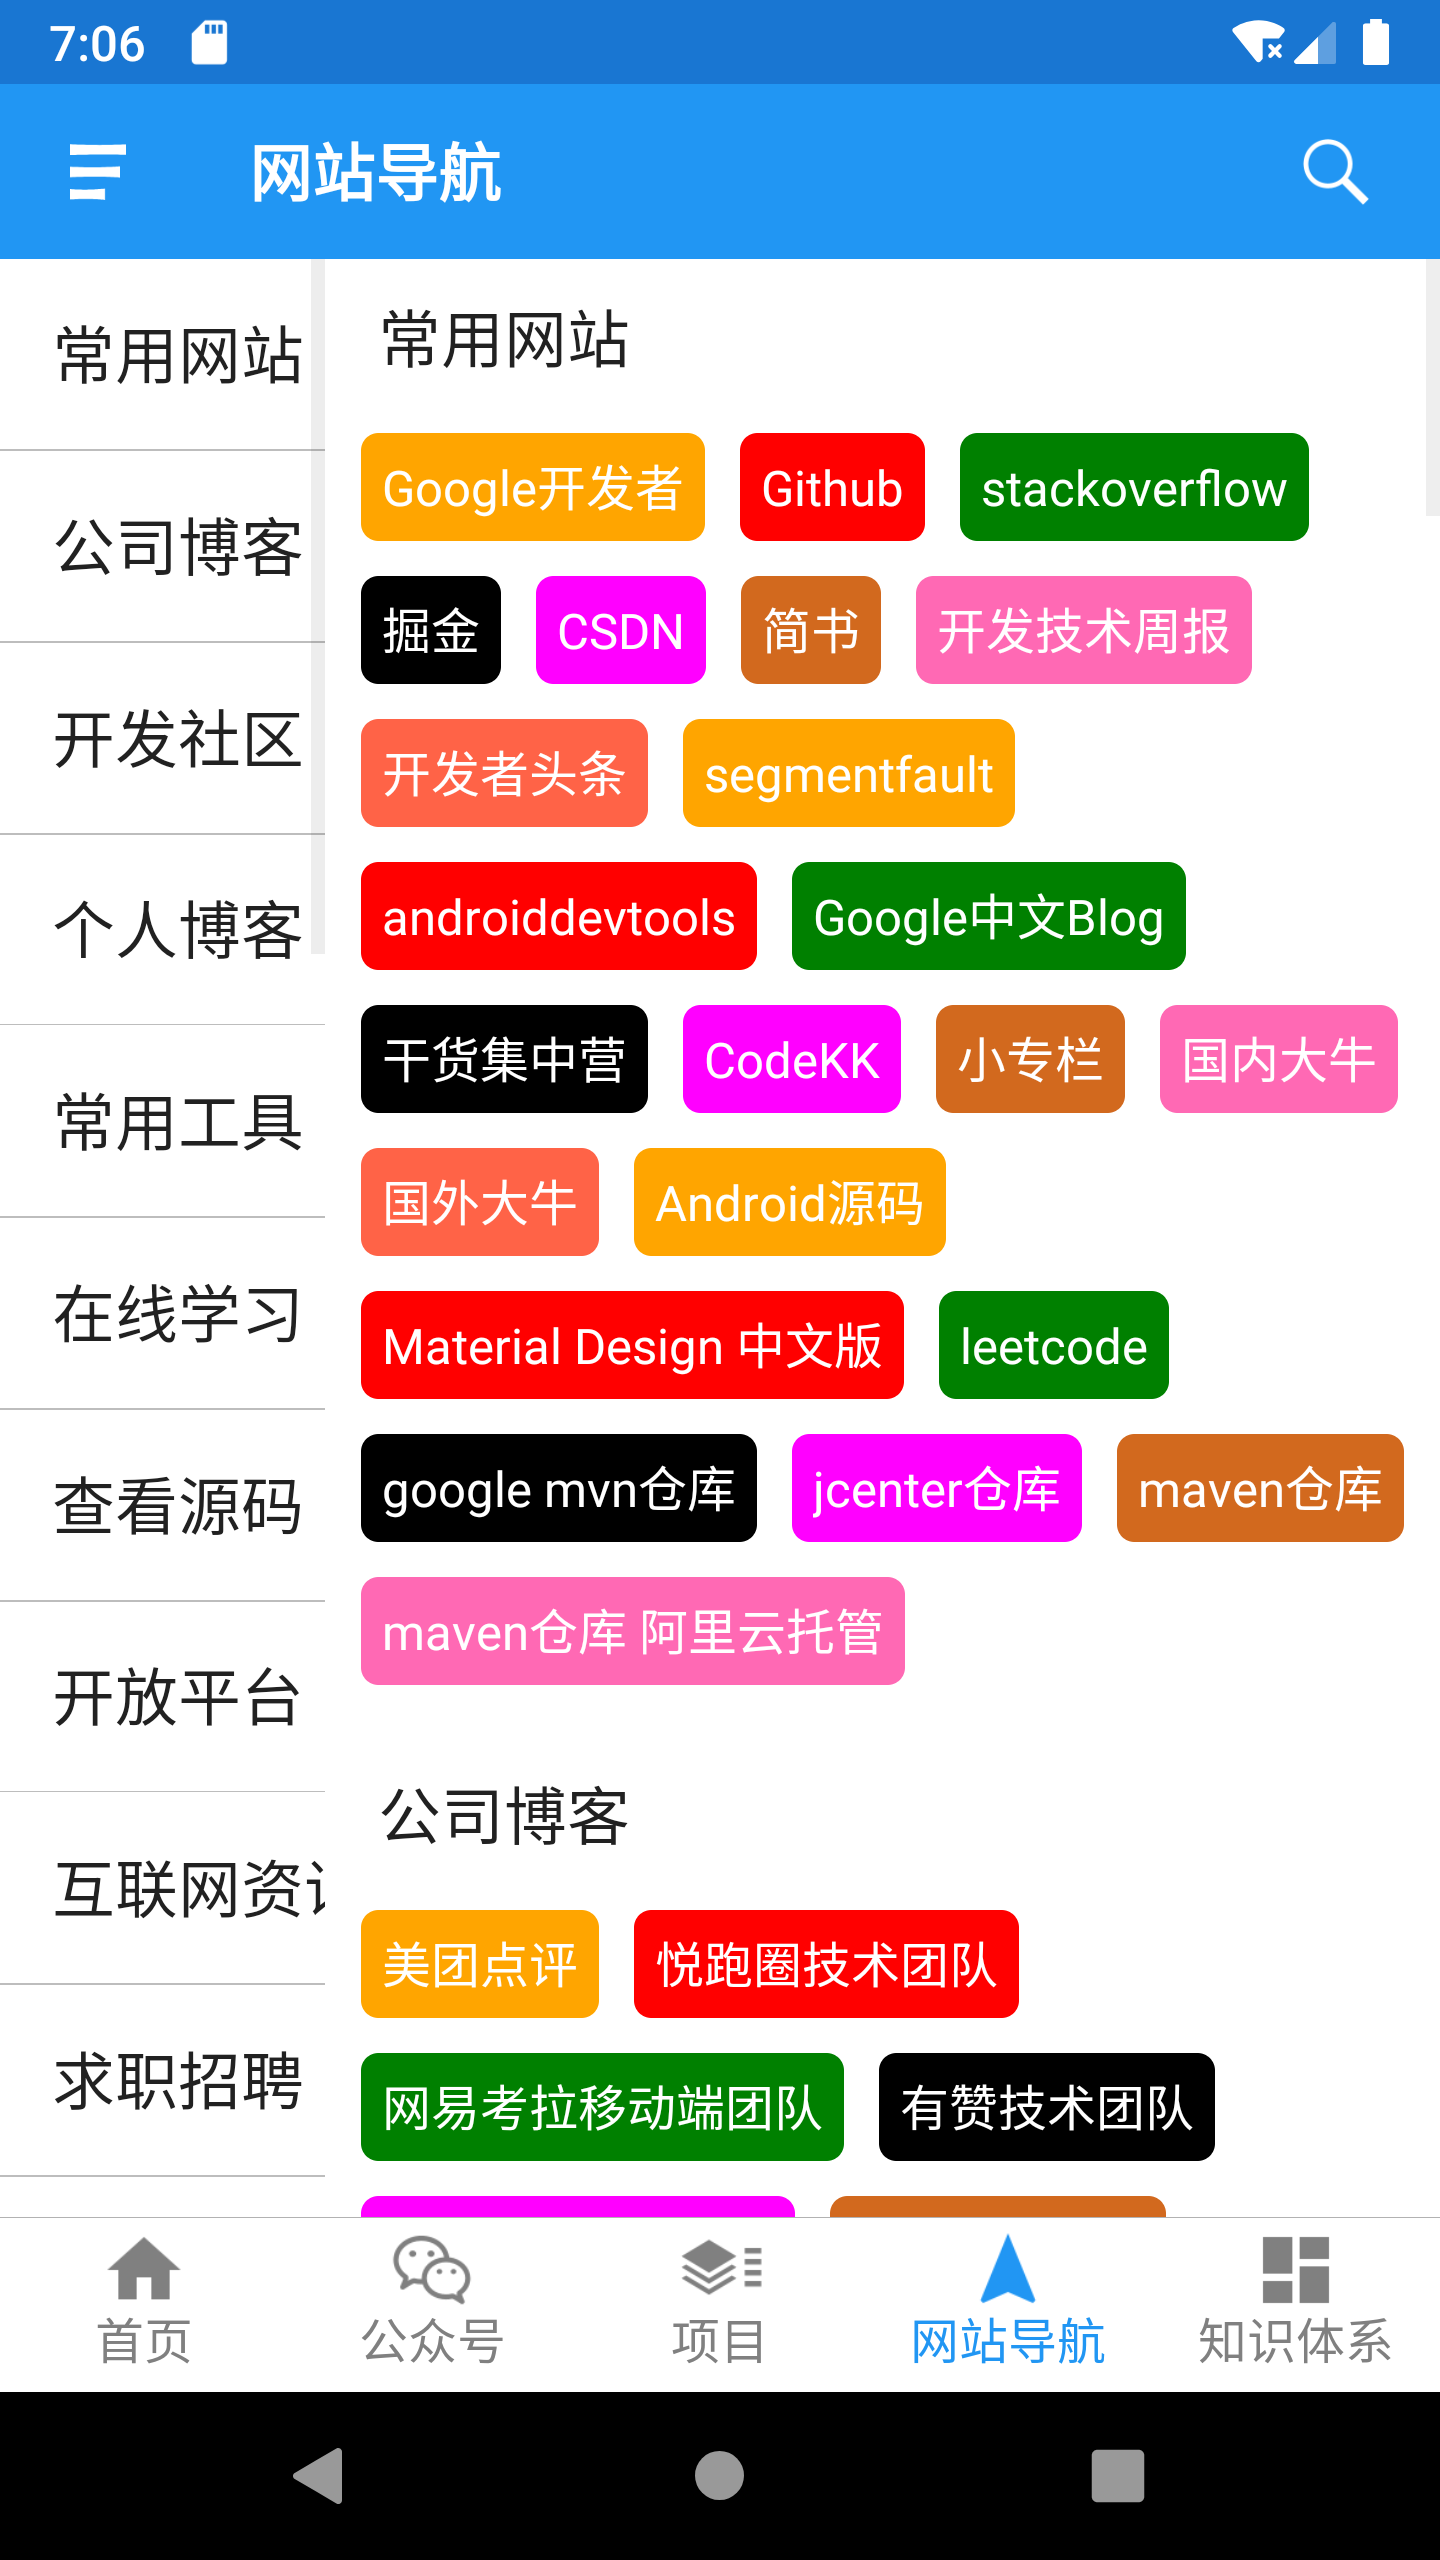 7:06
网站导航
常用网站
公司博客
开发社区
个人博客
常用工具
在线学习
查看源码
开放平台
互联网资
求职招聘
常用网站
Google开发者 Github stackoverflow
掘金 CSDN 简书 开发技术周报
开发者头条 segmentfault
androiddevtools Google中文Blog
干货集中营 CodeKK 小专栏 国内大牛
国外大牛 Android源码
Material Design 中文版 leetcode
google mvn仓库 jcenter仓库 maven仓库
maven仓库 阿里云托管
公司博客
美团点评 悦跑圈技术团队
网易考拉移动端团队 有赞技术团队
首页 公众号 项目 网站导航 知识体系